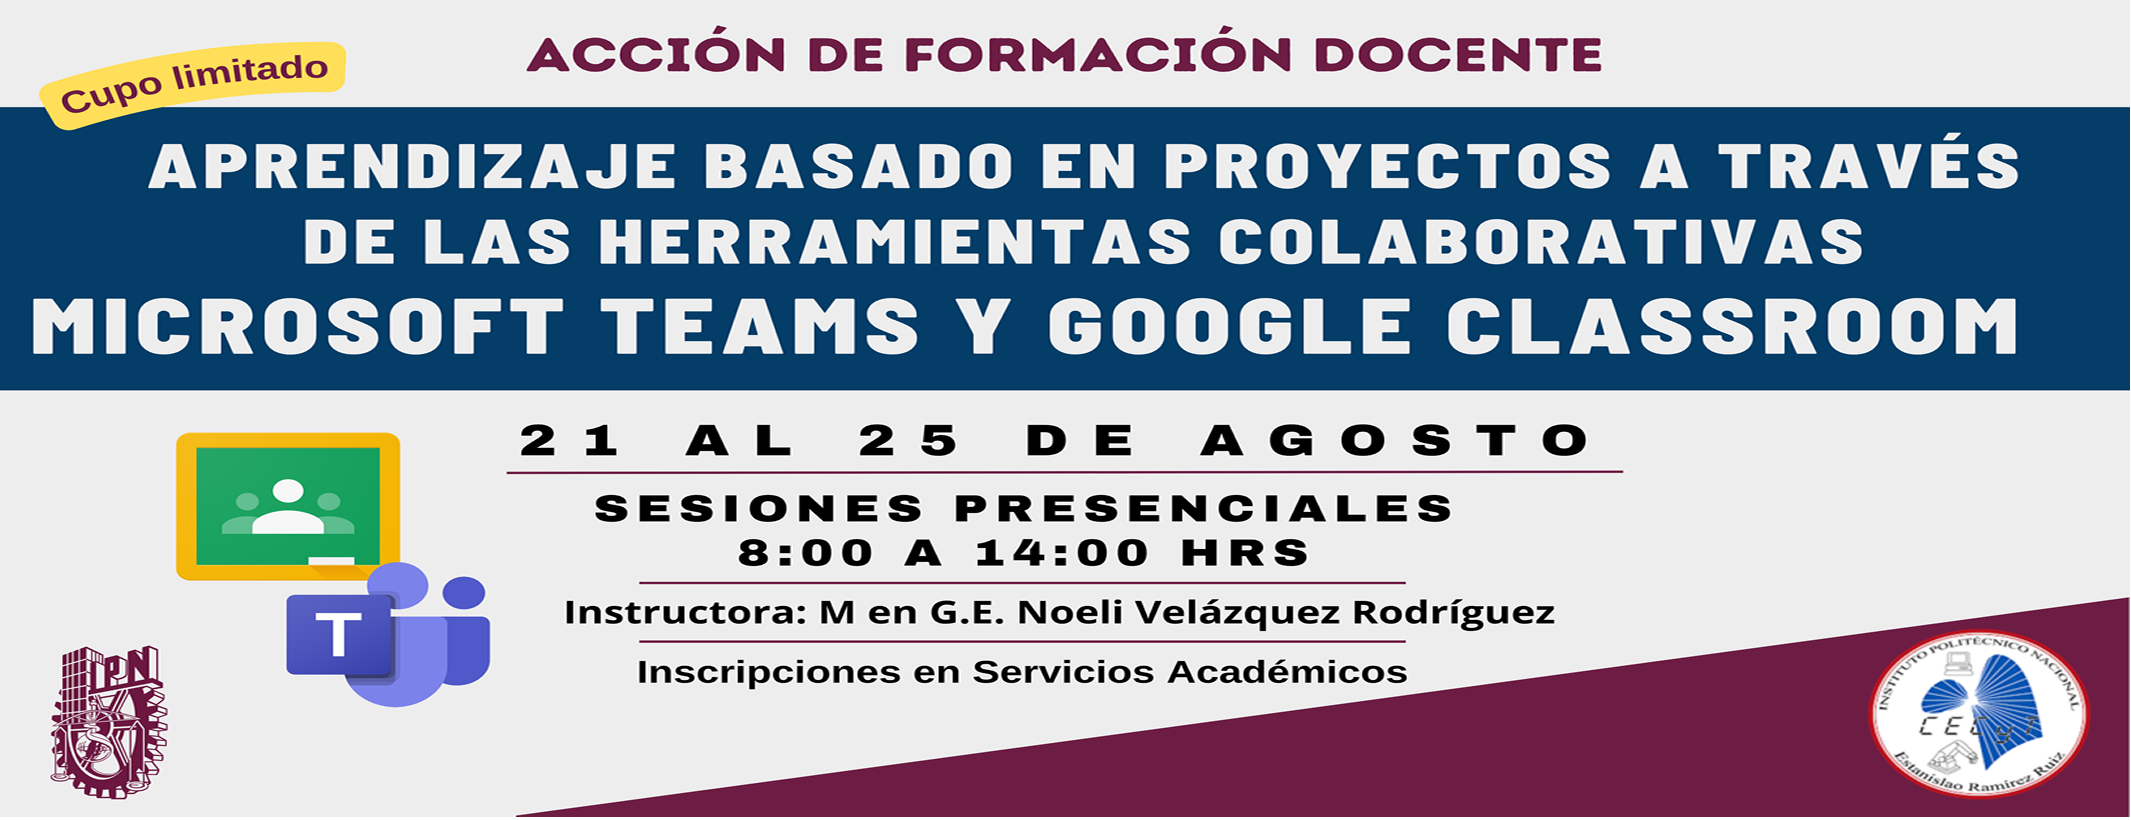 Cupo limitado
ACCIÓN DE FORMACIÓN DOCENTE
APRENDIZAJE BASADO EN PROYECTOS A TRAVÉS
DE LAS HERRAMIENTAS COLABORATIVAS
MICROSOFT TEAMS Y GOOGLE CLASSROOM
21 AL 25 DE AGOSTO
SESIONES PRESENCIALES
8:00 A 14:00 HRS
Instructora: M en G.E. Noeli Velázquez Rodríguez
Inscripciones en Servicios Académicos
T
IPN
INSTITUTO POLITÉCNICO NACIONAL
CECyT
Estanislao Ramírez Ruiz